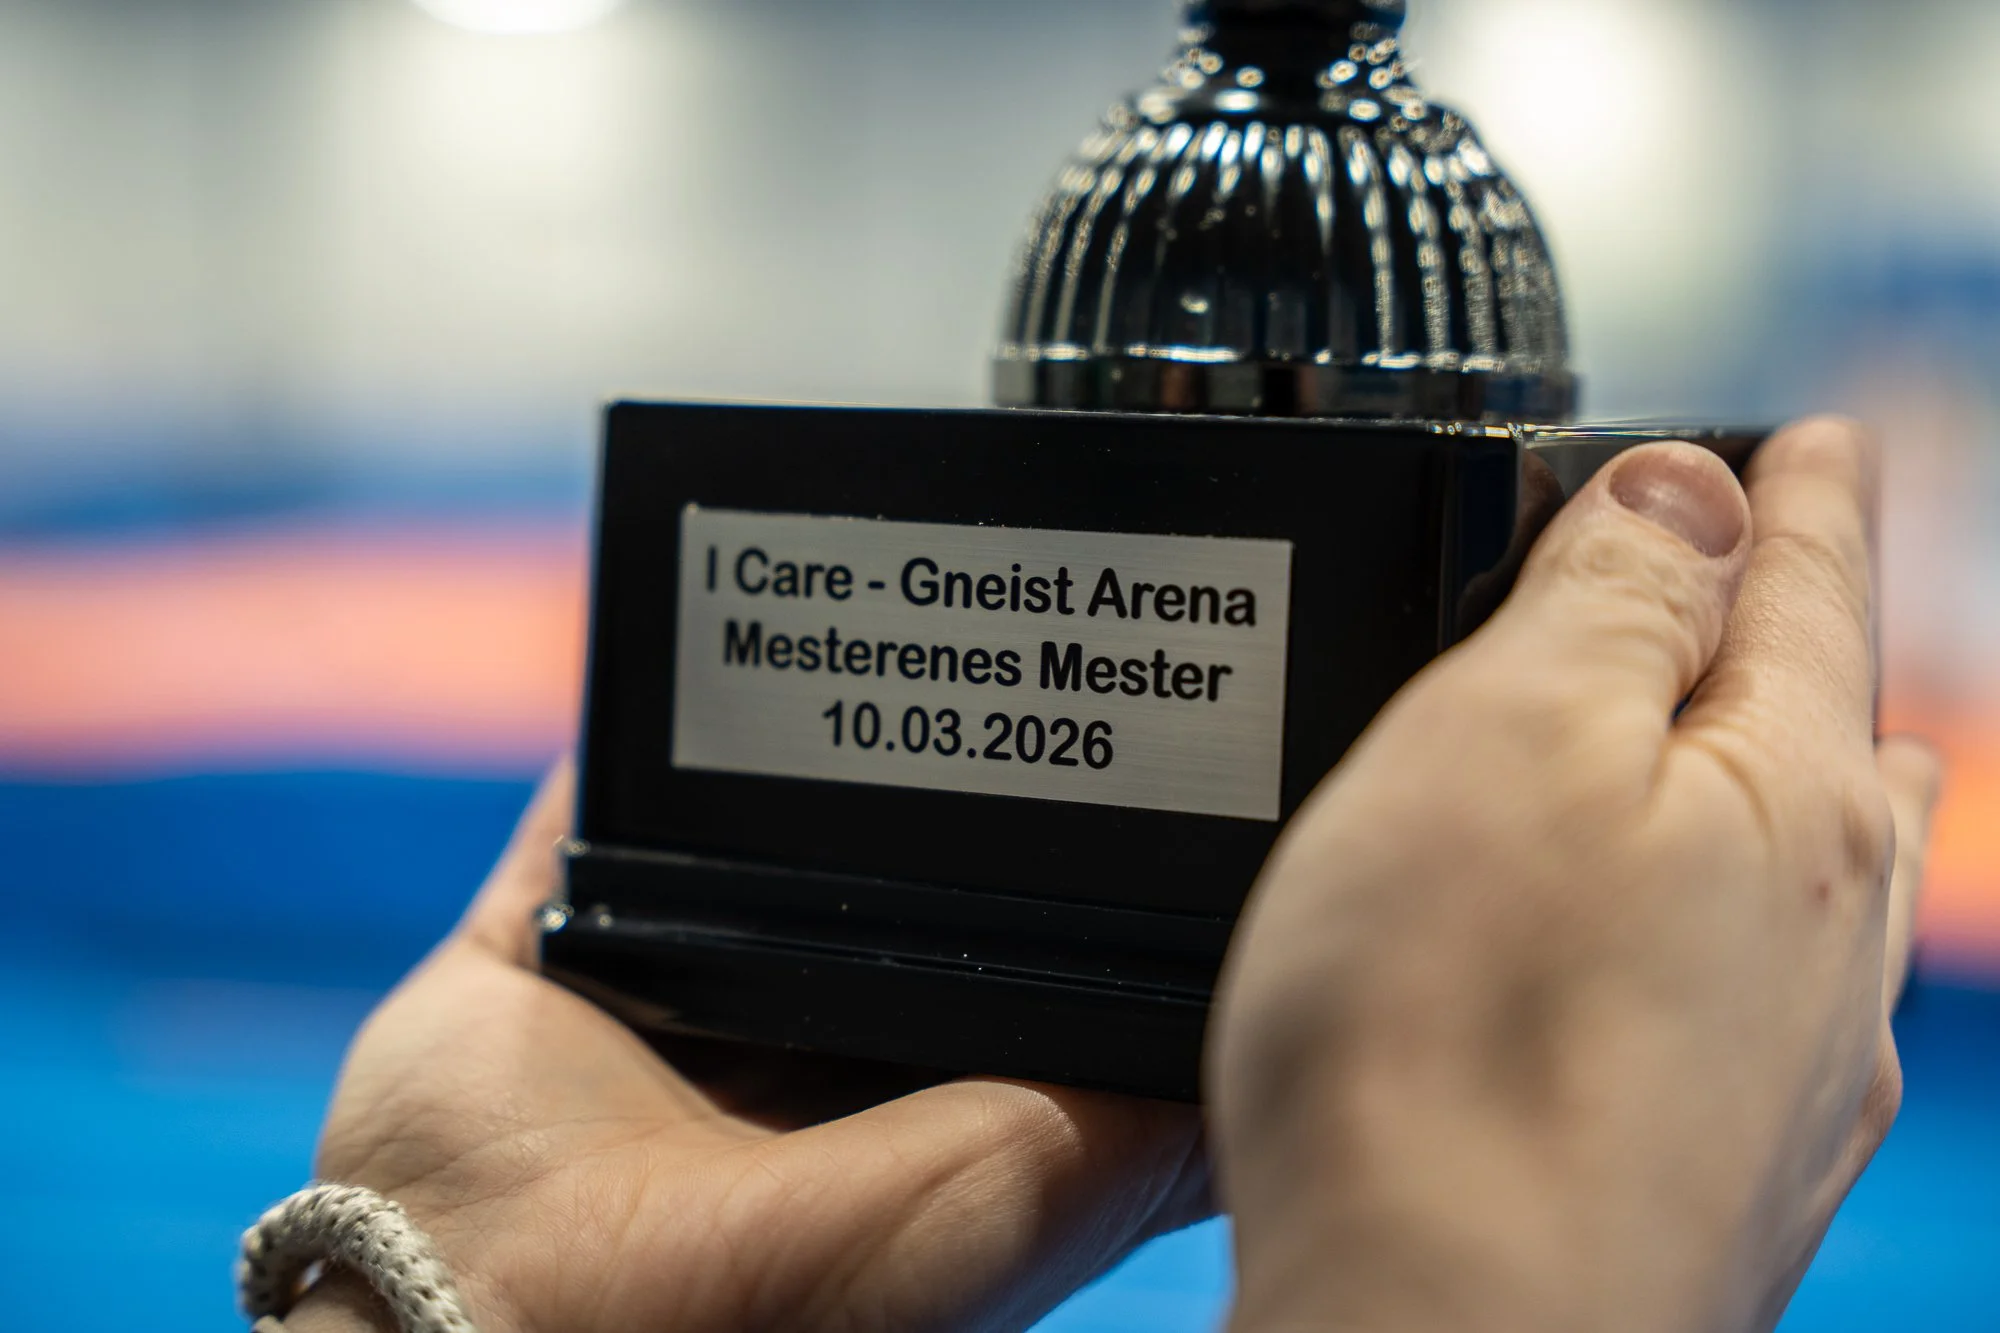 I Care - Gneist Arena
Mesterenes Mester
10.03.2026